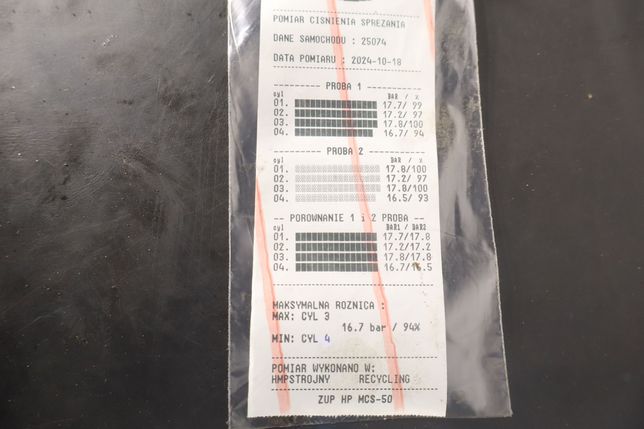 POMIAR CISNIENIA SPREZANIA
DANE SAMOCHODU : 25074
DATA POMIARU : 2024-10-18
PROBA 1
cyl BAR / %
01. 17.7/ 99
02. 17.2/ 97
03. 17.8/100
04. 16.7/ 94
PROBA 2
cyl BAR / %
01. 17.8/100
02. 17.2/ 97
03. 17.8/100
04. 16.5/ 93
-- POROWNANIE 1 i 2 PROBA --
cyl BAR1 / BAR2
01. 17.7/17.8
02. 17.2/17.2
03. 17.8/17.8
04. 16.7/16.5
MAKSYMALNA ROZNICA :
MAX: CYL 3
16.7 bar / 94%
MIN: CYL 4
POMIAR WYKONANO W:
HMPSTROJNY RECYCLING
ZUP HP MCS-50